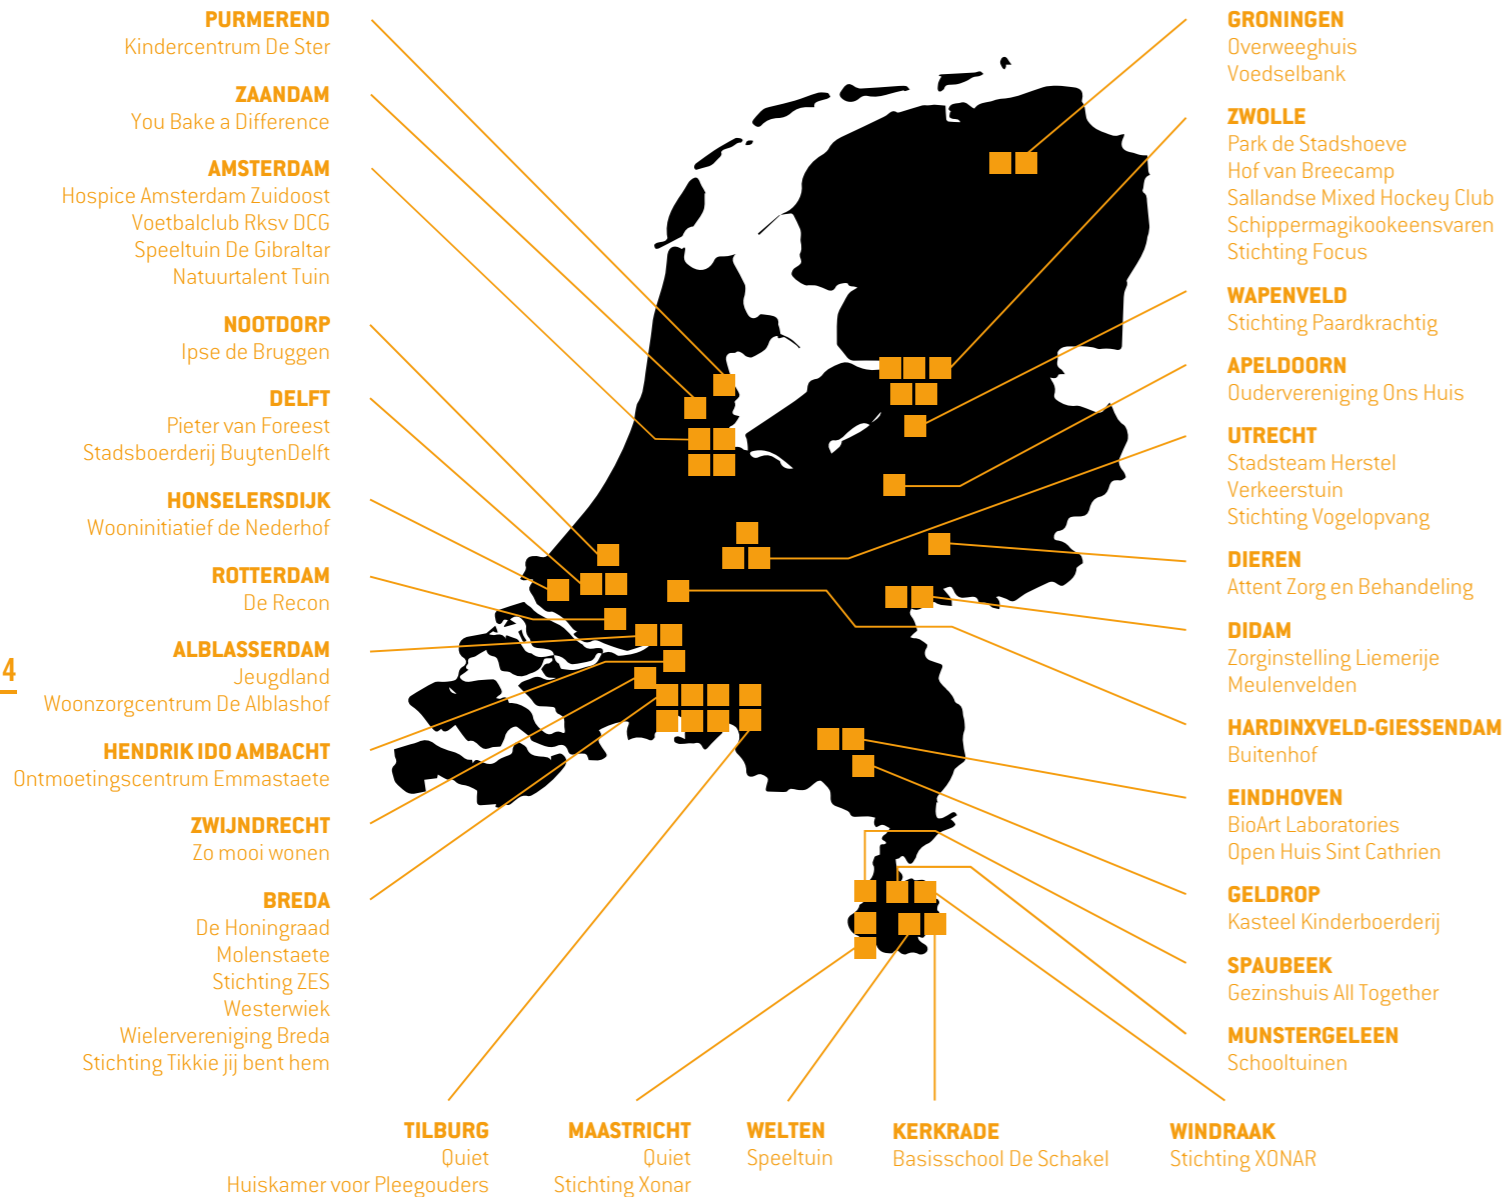 PURMEREND
Kindercentrum De Ster
ZAANDAM
You Bake a Difference
AMSTERDAM
Hospice Amsterdam Zuidoost
Voetbalclub Rksv DCG
Speeltuin De Gibraltar
Natuurtalent Tuin
NOOTDORP
Ipse de Bruggen
DELFT
Pieter van Foreest
Stadsboerderij BuytenDelft
HONSELERSDIJK
Wooninitiatief de Nederhof
ROTTERDAM
De Recon
ALBLASSERDAM
Jeugdland
Woonzorgcentrum De Alblashof
HENDRIK IDO AMBACHT
Ontmoetingscentrum Emmastaete
ZWIJNDRECHT
Zo mooi wonen
BREDA
De Honingraad
Molenstaete
Stichting ZES
Westerwiek
Wielervereniging Breda
Stichting Tikkie jij bent hem
4
TILBURG
Quiet
Huiskamer voor Pleegouders
MAASTRICHT
Quiet
Stichting Xonar
WELTEN
Speeltuin
KERKRADE
Basisschool De Schakel
WINDRAAK
Stichting XONAR
GRONINGEN
Overweeghuis
Voedselbank
ZWOLLE
Park de Stadshoeve
Hof van Breecamp
Sallandse Mixed Hockey Club
Schippermagikookeensvaren
Stichting Focus
WAPENVELD
Stichting Paardkrachtig
APELDOORN
Oudervereniging Ons Huis
UTRECHT
Stadsteam Herstel
Verkeerstuin
Stichting Vogelopvang
DIEREN
Attent Zorg en Behandeling
DIDAM
Zorginstelling Liemerije
Meulenvelden
HARDINXVELD-GIESSENDAM
Buitenhof
EINDHOVEN
BioArt Laboratories
Open Huis Sint Cathrien
GELDROP
Kasteel Kinderboerderij
SPAUBEEK
Gezinshuis All Together
MUNSTERGELEEN
Schooltuinen